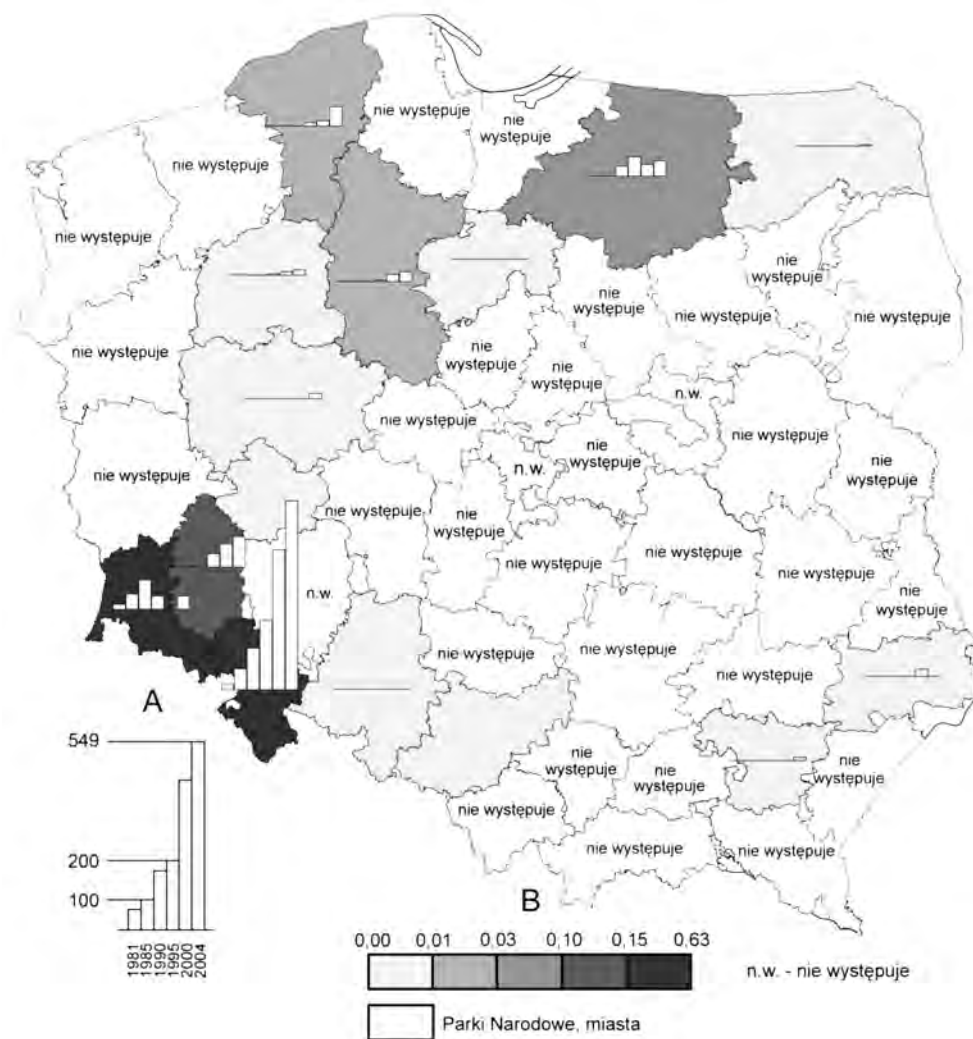 nie występuje
nie
występuje
nie występuje
nie występuje
nie
występuje
nie
występuje
nie występuje
nie występuje
nie występuje
nie
występuje
nie
występuje
n.w.
nie występuje
nie
występuje
nie występuje
nie
występuje
n.w.
nie występuje
nie
występuje
nie występuje
nie występuje
nie występuje
nie występuje
n.w.
nie
występuje
nie występuje
nie występuje
nie
występuje
nie
występuje
nie
występuje
nie występuje
nie występuje
nie występuje
A
549
200
100
1981
1985
1990
1995
2000
2004
B
0,00 0,01 0,03 0,10 0,15 0,63
n.w. - nie występuje
Parki Narodowe, miasta